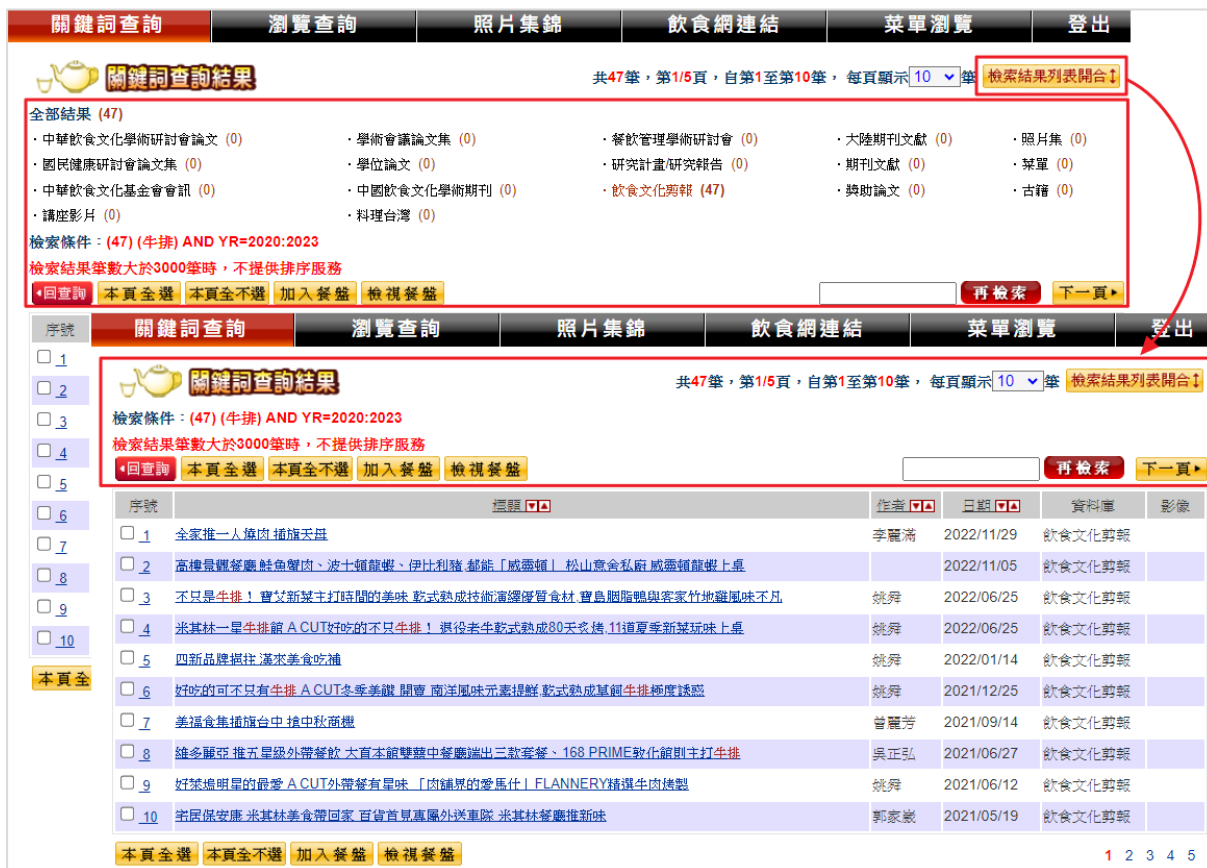 關鍵詞查詢 瀏覽查詢 照片集錦 飲食網連結 菜單瀏覽 登出
關鍵詞查詢結果 共47筆，第1/5頁，自第1至第10筆， 每頁顯示 10 筆 檢索結果列表開合↕
全部結果 (47)
‧中華飲食文化學術研討會論文 (0) ‧學術會議論文集 (0) ‧餐飲管理學術研討會 (0) ‧大陸期刊文獻 (0) ‧照片集 (0)
‧國民健康研討會論文集 (0) ‧學位論文 (0) ‧研究計畫/研究報告 (0) ‧期刊文獻 (0) ‧菜單 (0)
‧中華飲食文化基金會會訊 (0) ‧中國飲食文化學術期刊 (0) ‧飲食文化剪報 (47) ‧獎助論文 (0) ‧古籍 (0)
‧講座影片 (0) ‧料理台灣 (0)
檢索條件：(47) (牛排) AND YR=2020:2023
檢索結果筆數大於3000筆時，不提供排序服務
回查詢 本頁全選 本頁全不選 加入餐盤 檢視餐盤 再檢索 下一頁
序號
1
2
3
4
5
6
7
8
9
10
本頁全
關鍵詞查詢 瀏覽查詢 照片集錦 飲食網連結 菜單瀏覽 登出
關鍵詞查詢結果 共47筆，第1/5頁，自第1至第10筆， 每頁顯示 10 筆 檢索結果列表開合↕
檢索條件：(47) (牛排) AND YR=2020:2023
檢索結果筆數大於3000筆時，不提供排序服務
回查詢 本頁全選 本頁全不選 加入餐盤 檢視餐盤 再檢索 下一頁
序號 標題 作者 日期 資料庫 影像
1 全家推一人燒肉 插旗天母 李麗滿 2022/11/29 飲食文化剪報
2 高樓景觀餐廳 鮭魚蟹肉、波士頓龍蝦、伊比利豬,都能「威靈頓」 松山意舍私廚 威靈頓龍蝦上桌 2022/11/05 飲食文化剪報
3 不只是牛排！ 寶艾新菜主打時間的美味 乾式熟成技術演繹優質食材,寶島胭脂鴨與客家竹地雞風味不凡 姚舜 2022/06/25 飲食文化剪報
4 米其林一星牛排館 A CUT好吃的不只牛排！ 退役老牛乾式熟成80天炙烤,11道夏季新菜玩味上桌 姚舜 2022/06/25 飲食文化剪報
5 四新品牌揭往 漢來美食吃補 姚舜 2022/01/14 飲食文化剪報
6 好吃的可不只有牛排 A CUT冬季美饌 開賣 南洋風味元素提鮮,乾式熟成草飼牛排極度誘惑 姚舜 2021/12/25 飲食文化剪報
7 美福食集插旗台中 搶中秋商機 曾麗芳 2021/09/14 飲食文化剪報
8 維多麗亞 推五星級外帶餐飲 大直本館雙囍中餐廳端出三款套餐、168 PRIME敦化館則主打牛排 吳正弘 2021/06/27 飲食文化剪報
9 好萊塢明星的最愛 A CUT外帶餐有星味 「肉舖界的愛馬仕」FLANNERY精選牛肉烤製 姚舜 2021/06/12 飲食文化剪報
10 宅居保安康 米其林美食帶回家 百貨首見專屬外送車隊 米其林餐廳推新味 郭家崴 2021/05/19 飲食文化剪報
本頁全選 本頁全不選 加入餐盤 檢視餐盤 1 2 3 4 5